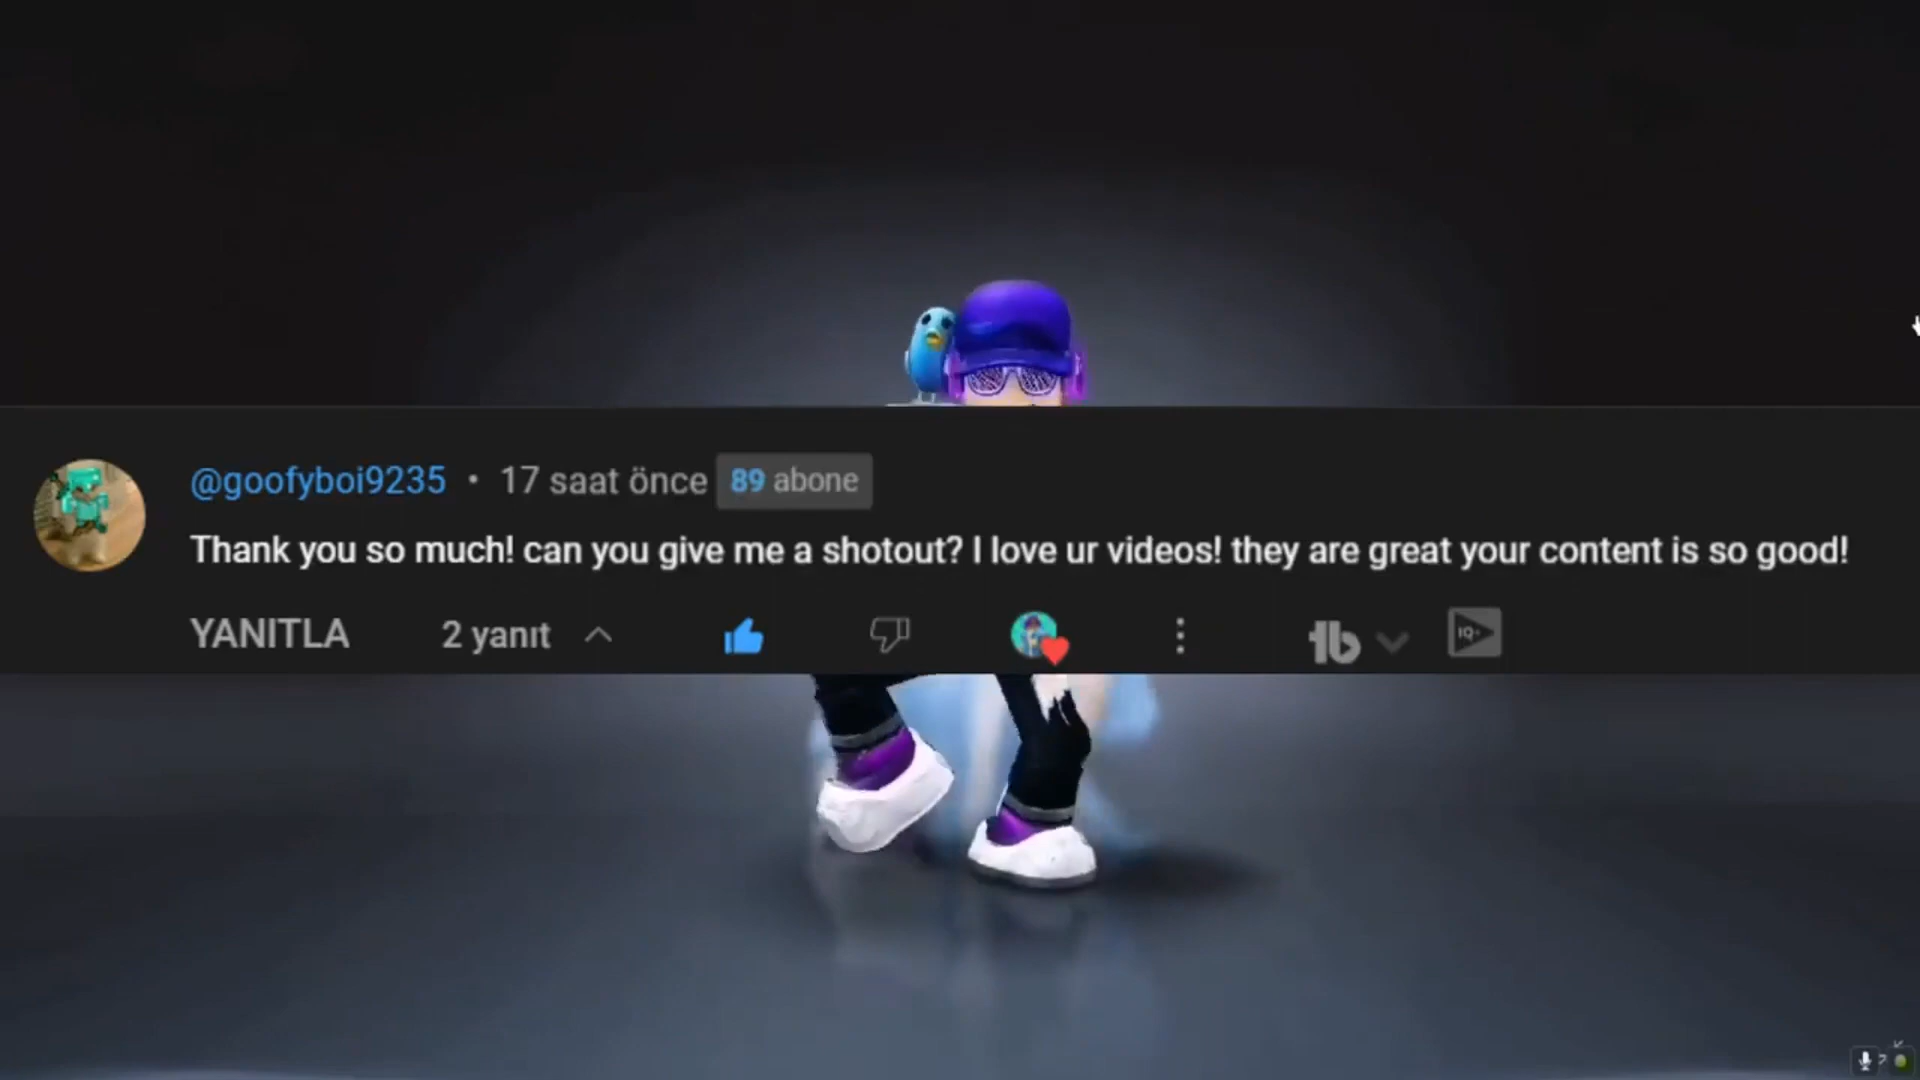 @goofyboi9235 • 17 saat önce 89 abone
Thank you so much! can you give me a shotout? I love ur videos! they are great your content is so good!
YANITLA 2 yanıt
IQ